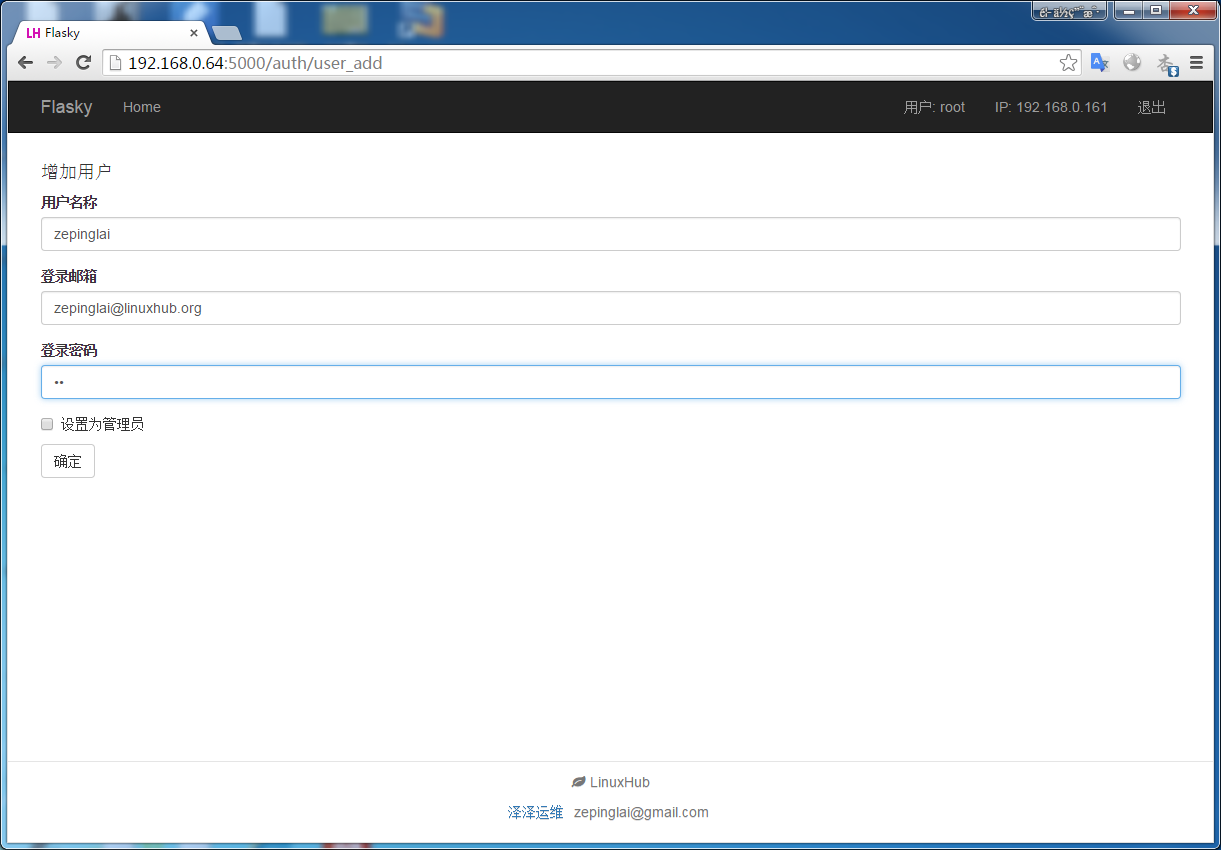 LH Flasky
192.168.0.64:5000/auth/user_add
Flasky Home 用户: root IP: 192.168.0.161 退出
增加用户
用户名称
zepinglai
登录邮箱
zepinglai@linuxhub.org
登录密码
••
设置为管理员
确定
LinuxHub
泽泽运维 zepinglai@gmail.com